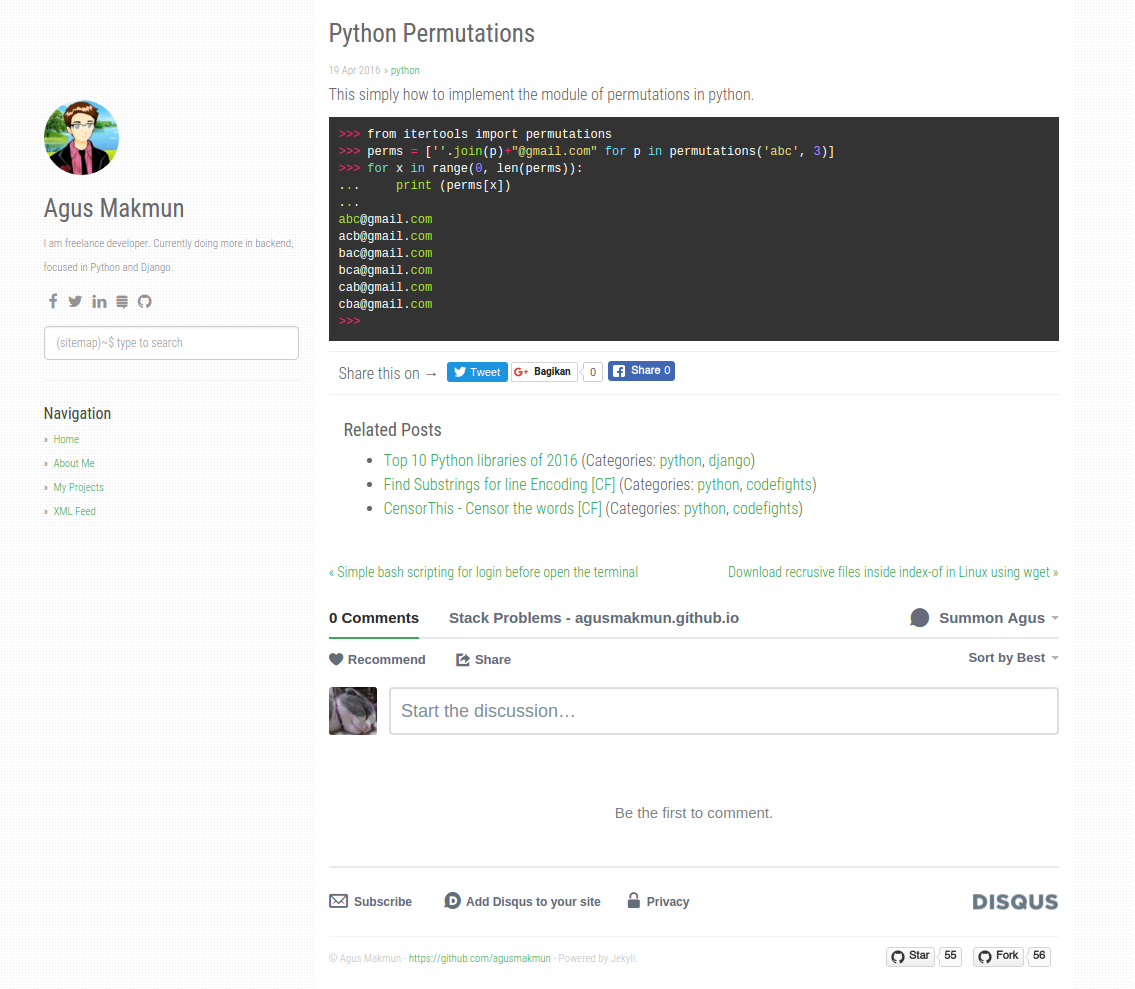 Agus Makmun
I am freelance developer. Currently doing more in backend,
focused in Python and Django.
(sitemap)~$ type to search
Navigation
» Home
» About Me
» My Projects
» XML Feed
Python Permutations
19 Apr 2016 » python
This simply how to implement the module of permutations in python.
>>> from itertools import permutations
>>> perms = [''.join(p)+"@gmail.com" for p in permutations('abc', 3)]
>>> for x in range(0, len(perms)):
...     print (perms[x])
...
abc@gmail.com
acb@gmail.com
bac@gmail.com
bca@gmail.com
cab@gmail.com
cba@gmail.com
>>>
Share this on → Tweet G+ Bagikan 0 Share 0
Related Posts
• Top 10 Python libraries of 2016 (Categories: python, django)
• Find Substrings for line Encoding [CF] (Categories: python, codefights)
• CensorThis - Censor the words [CF] (Categories: python, codefights)
« Simple bash scripting for login before open the terminal Download recrusive files inside index-of in Linux using wget »
0 Comments Stack Problems - agusmakmun.github.io Summon Agus
Recommend Share Sort by Best
Start the discussion…
Be the first to comment.
Subscribe D Add Disqus to your site Privacy DISQUS
© Agus Makmun - https://github.com/agusmakmun - Powered by Jekyll. Star 55 Fork 56